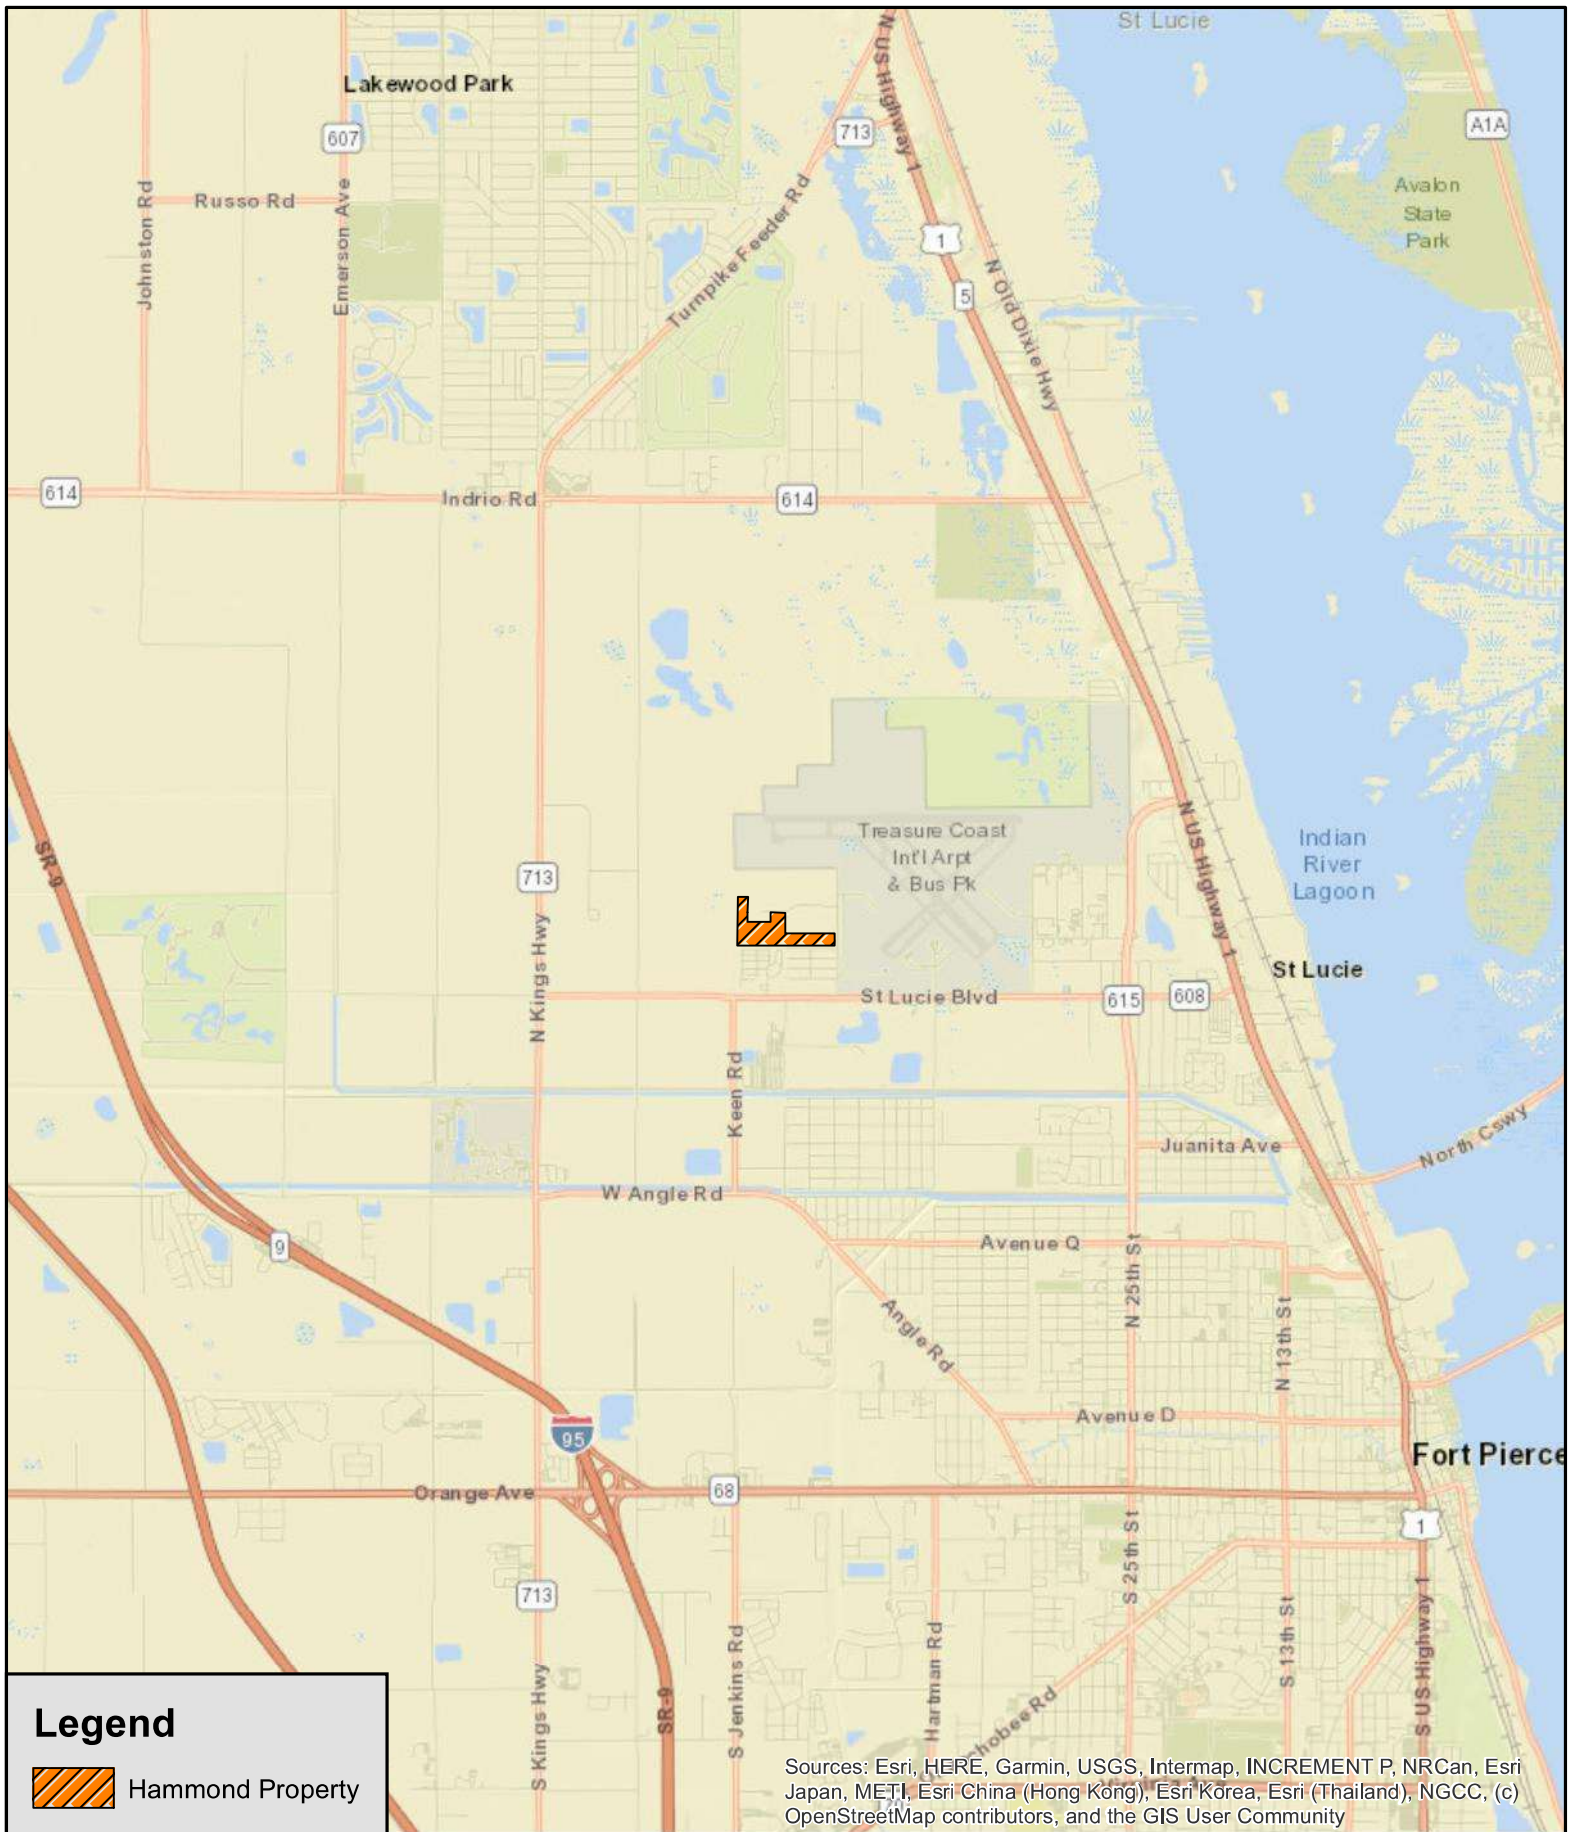 St Lucie
Lakewood Park
N US Highway 1
713
A1A
607
Avalon
State
Park
Russo Rd
Johnston Rd
Emerson Ave
Turnpike Feeder Rd
1
5
N Old Dixie Hwy
614
Indrio Rd
614
SR-9
Treasure Coast
Int'l Arpt
& Bus Pk
N US Highway 1
Indian
River
Lagoon
713
N Kings Hwy
St Lucie
St Lucie Blvd
615
608
Keen Rd
Juanita Ave
North Cswy
W Angle Rd
9
Avenue Q
N 25th St
Angle Rd
N 13th St
Avenue D
95
Fort Pierce
Orange Ave
68
1
S 25th St
713
S Kings Hwy
SR-9
S Jenkins Rd
Hartman Rd
S 13th St
S US Highway 1
Legend
Hammond Property
Sources: Esri, HERE, Garmin, USGS, Intermap, INCREMENT P, NRCan, Esri
Japan, METI, Esri China (Hong Kong), Esri Korea, Esri (Thailand), NGCC, (c)
OpenStreetMap contributors, and the GIS User Community